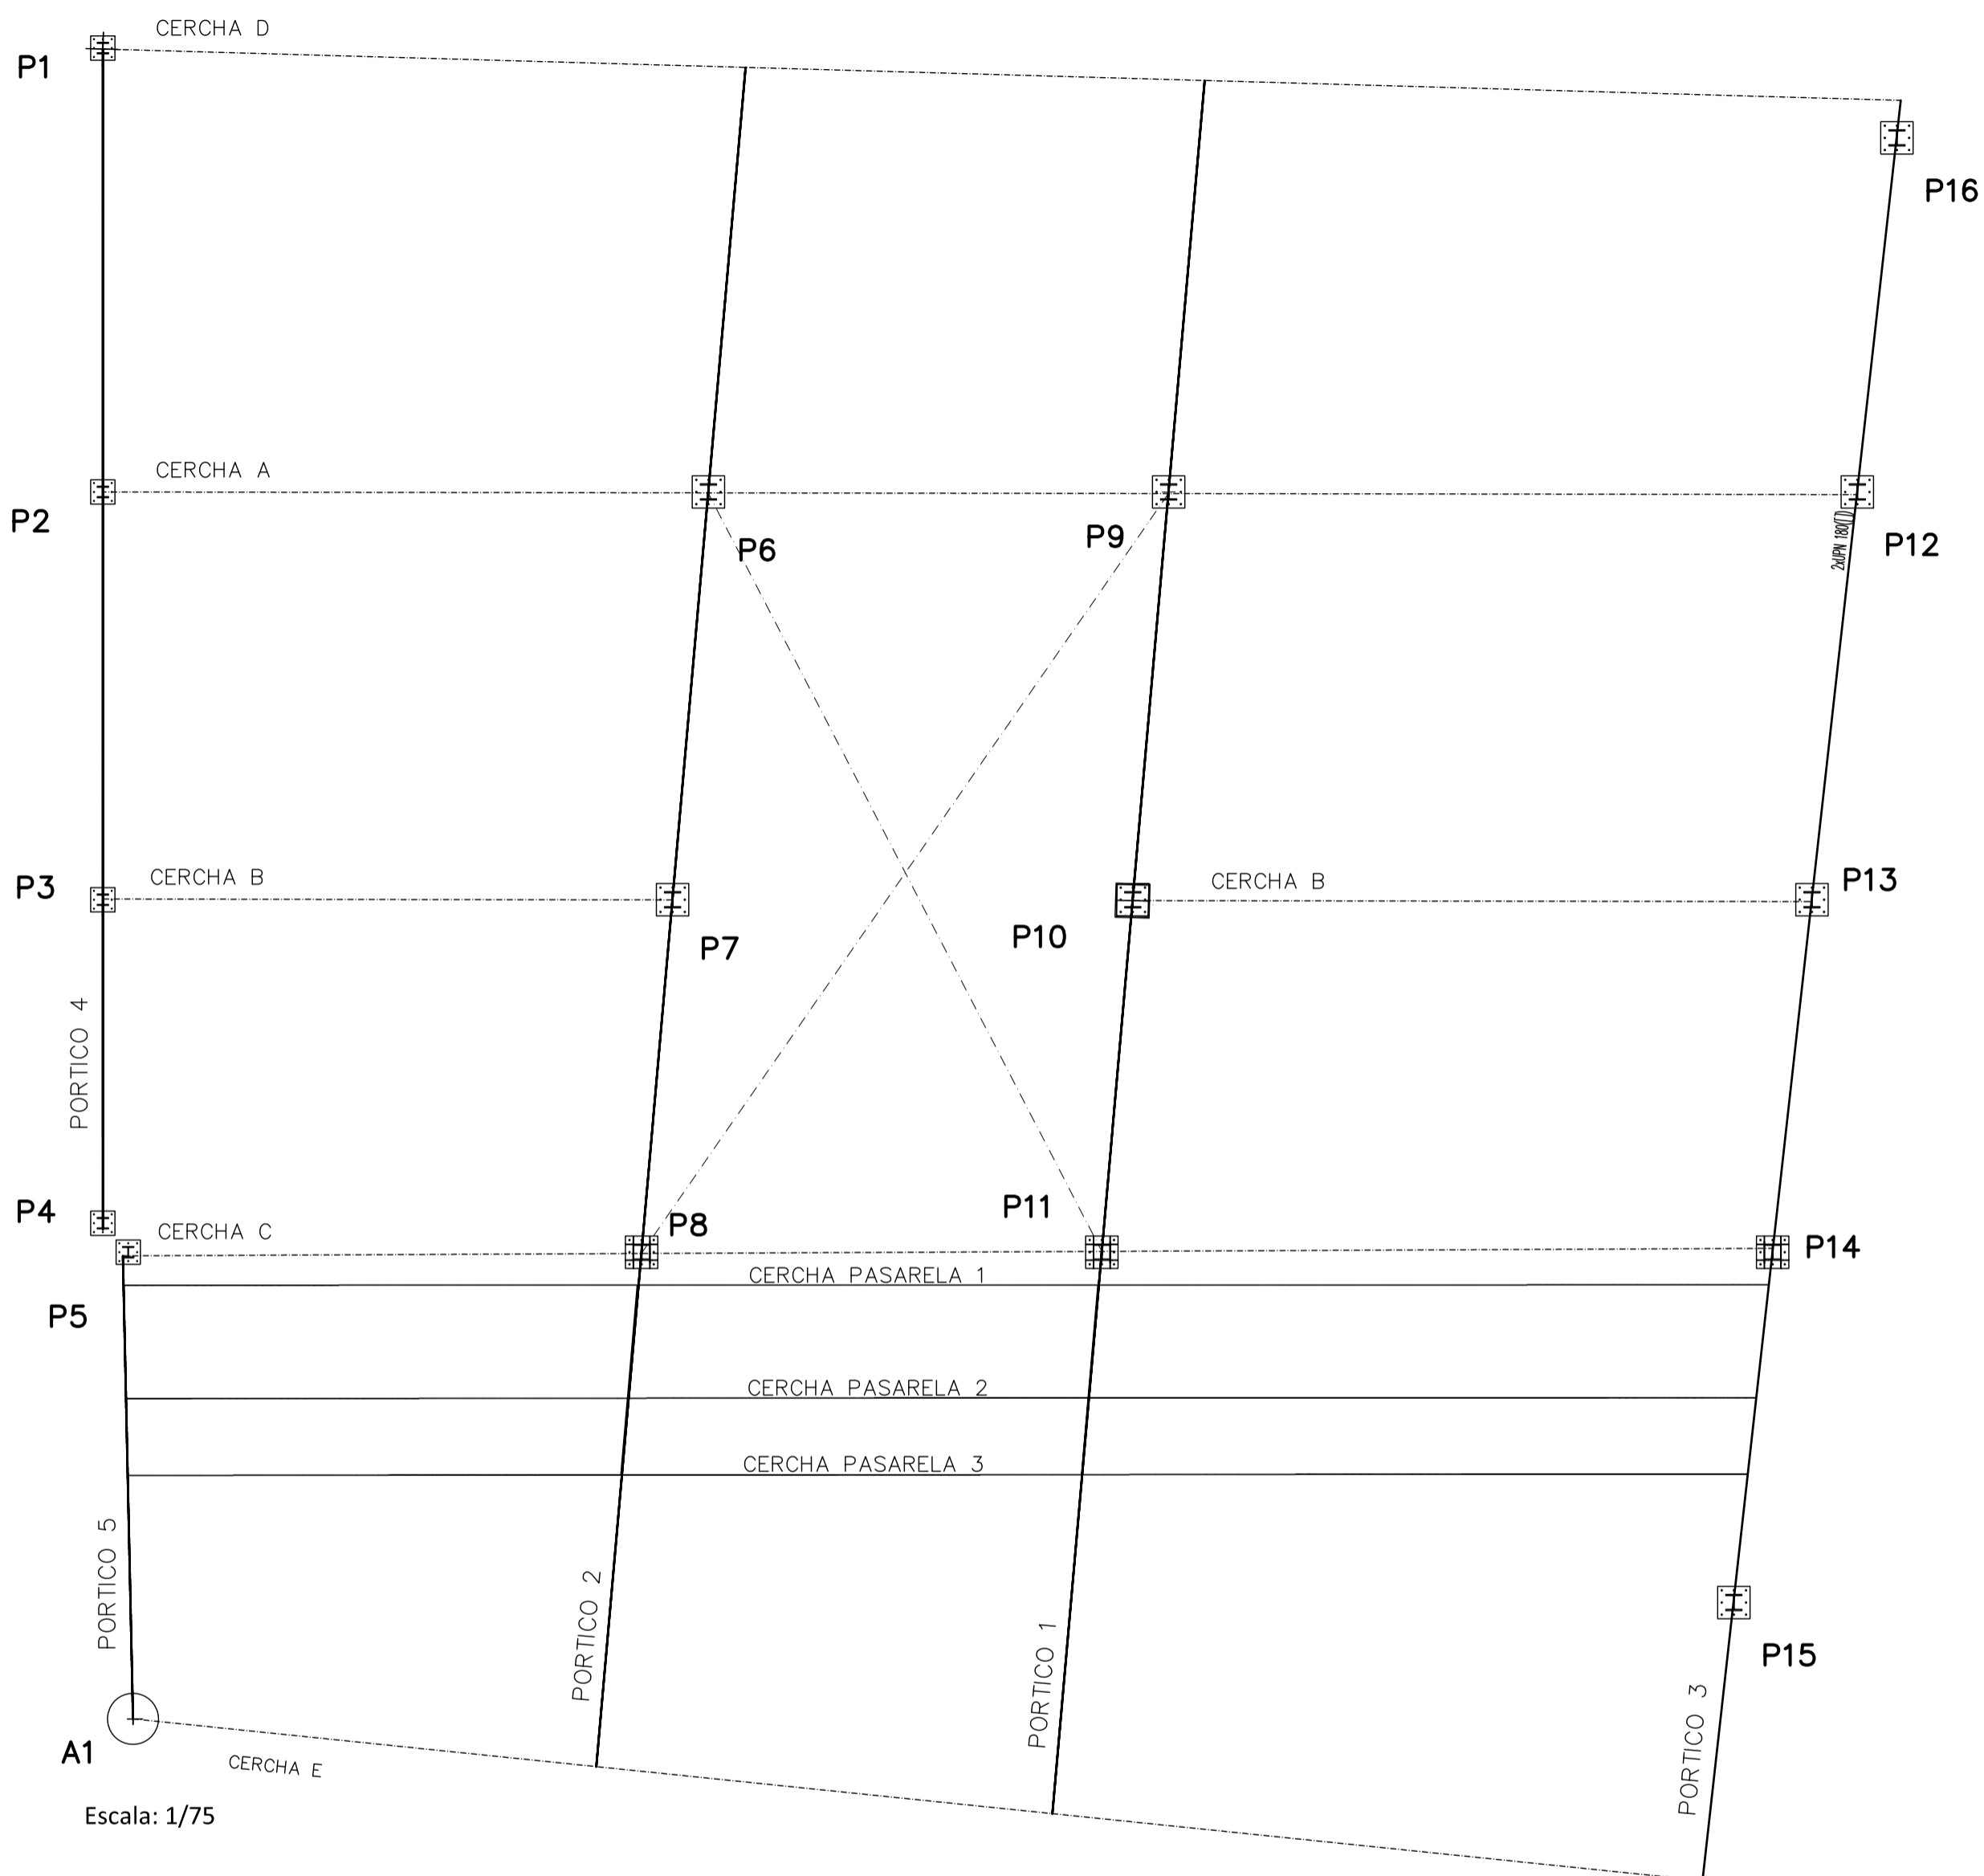 CERCHA D
P1
P16
CERCHA A
P2
P6
P9
P12
2xUPN 180([])
CERCHA B
P3
CERCHA B
P13
P7
P10
PORTICO 4
P4
CERCHA C
P8
P11
P14
CERCHA PASARELA 1
P5
CERCHA PASARELA 2
CERCHA PASARELA 3
PORTICO 5
PORTICO 2
PORTICO 1
P15
PORTICO 3
A1
CERCHA E
Escala: 1/75